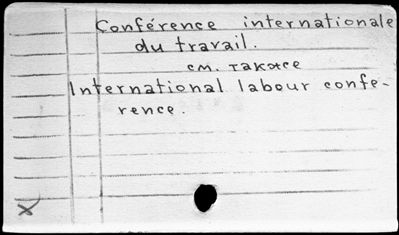 Conférence internationale
du travail.
см. также
International labour confe-
rence.